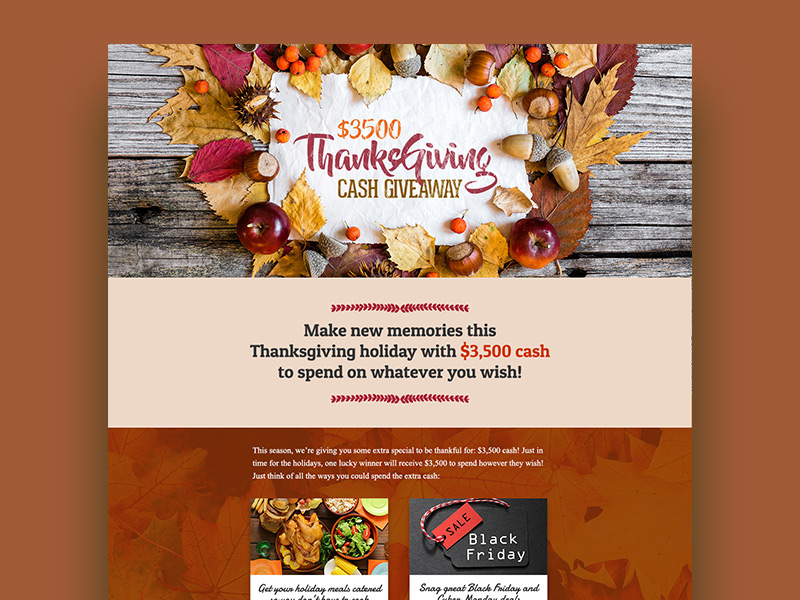 $3500
ThanksGiving
CASH GIVEAWAY
Make new memories this
Thanksgiving holiday with $3,500 cash
to spend on whatever you wish!
This season, we're giving you some extra special to be thankful for: $3,500 cash! Just in
time for the holidays, one lucky winner will receive $3,500 to spend however they wish!
Just think of all the ways you could spend the extra cash:
SALE
Black
Friday
Get your holiday meals catered
so you don't have to cook
Snag great Black Friday and
Cyber Monday deals